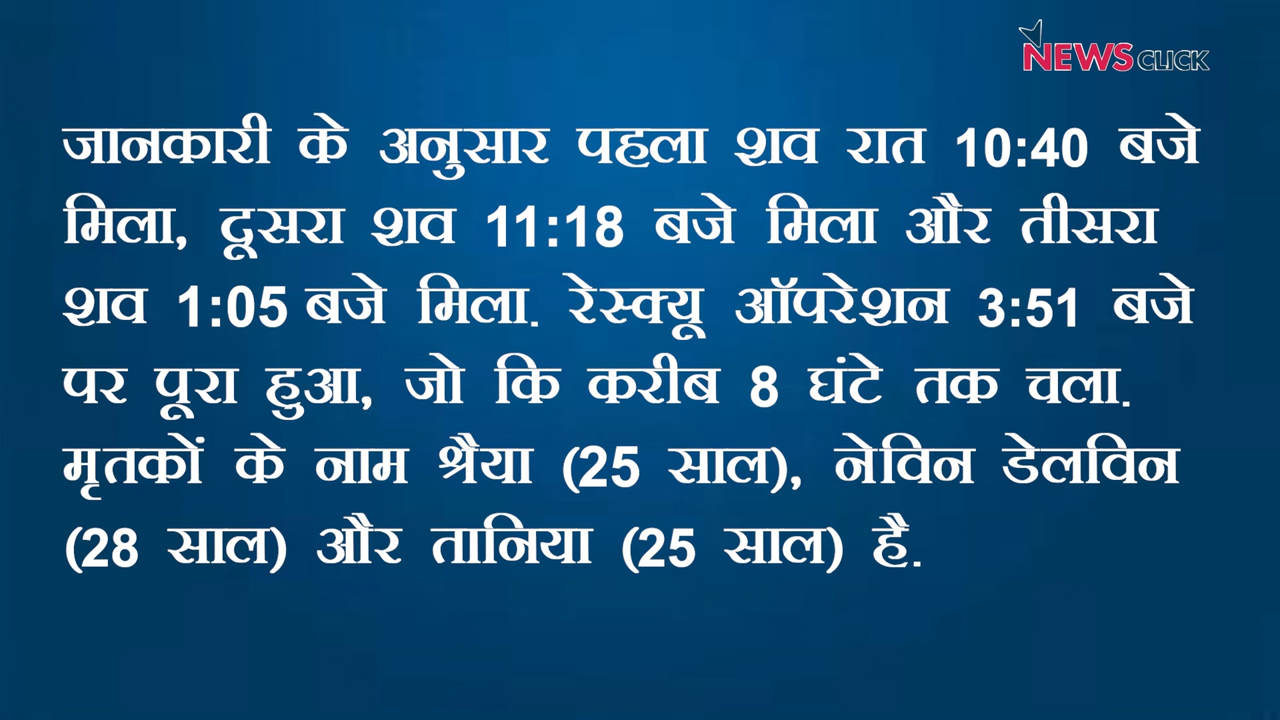 NEWSCLICK
जानकारी के अनुसार पहला शव रात 10:40 बजे
मिला, दूसरा शव 11:18 बजे मिला और तीसरा
शव 1:05 बजे मिला. रेस्क्यू ऑपरेशन 3:51 बजे
पर पूरा हुआ, जो कि करीब 8 घंटे तक चला.
मृतकों के नाम श्रैया (25 साल), नेविन डेलविन
(28 साल) और तानिया (25 साल) है.